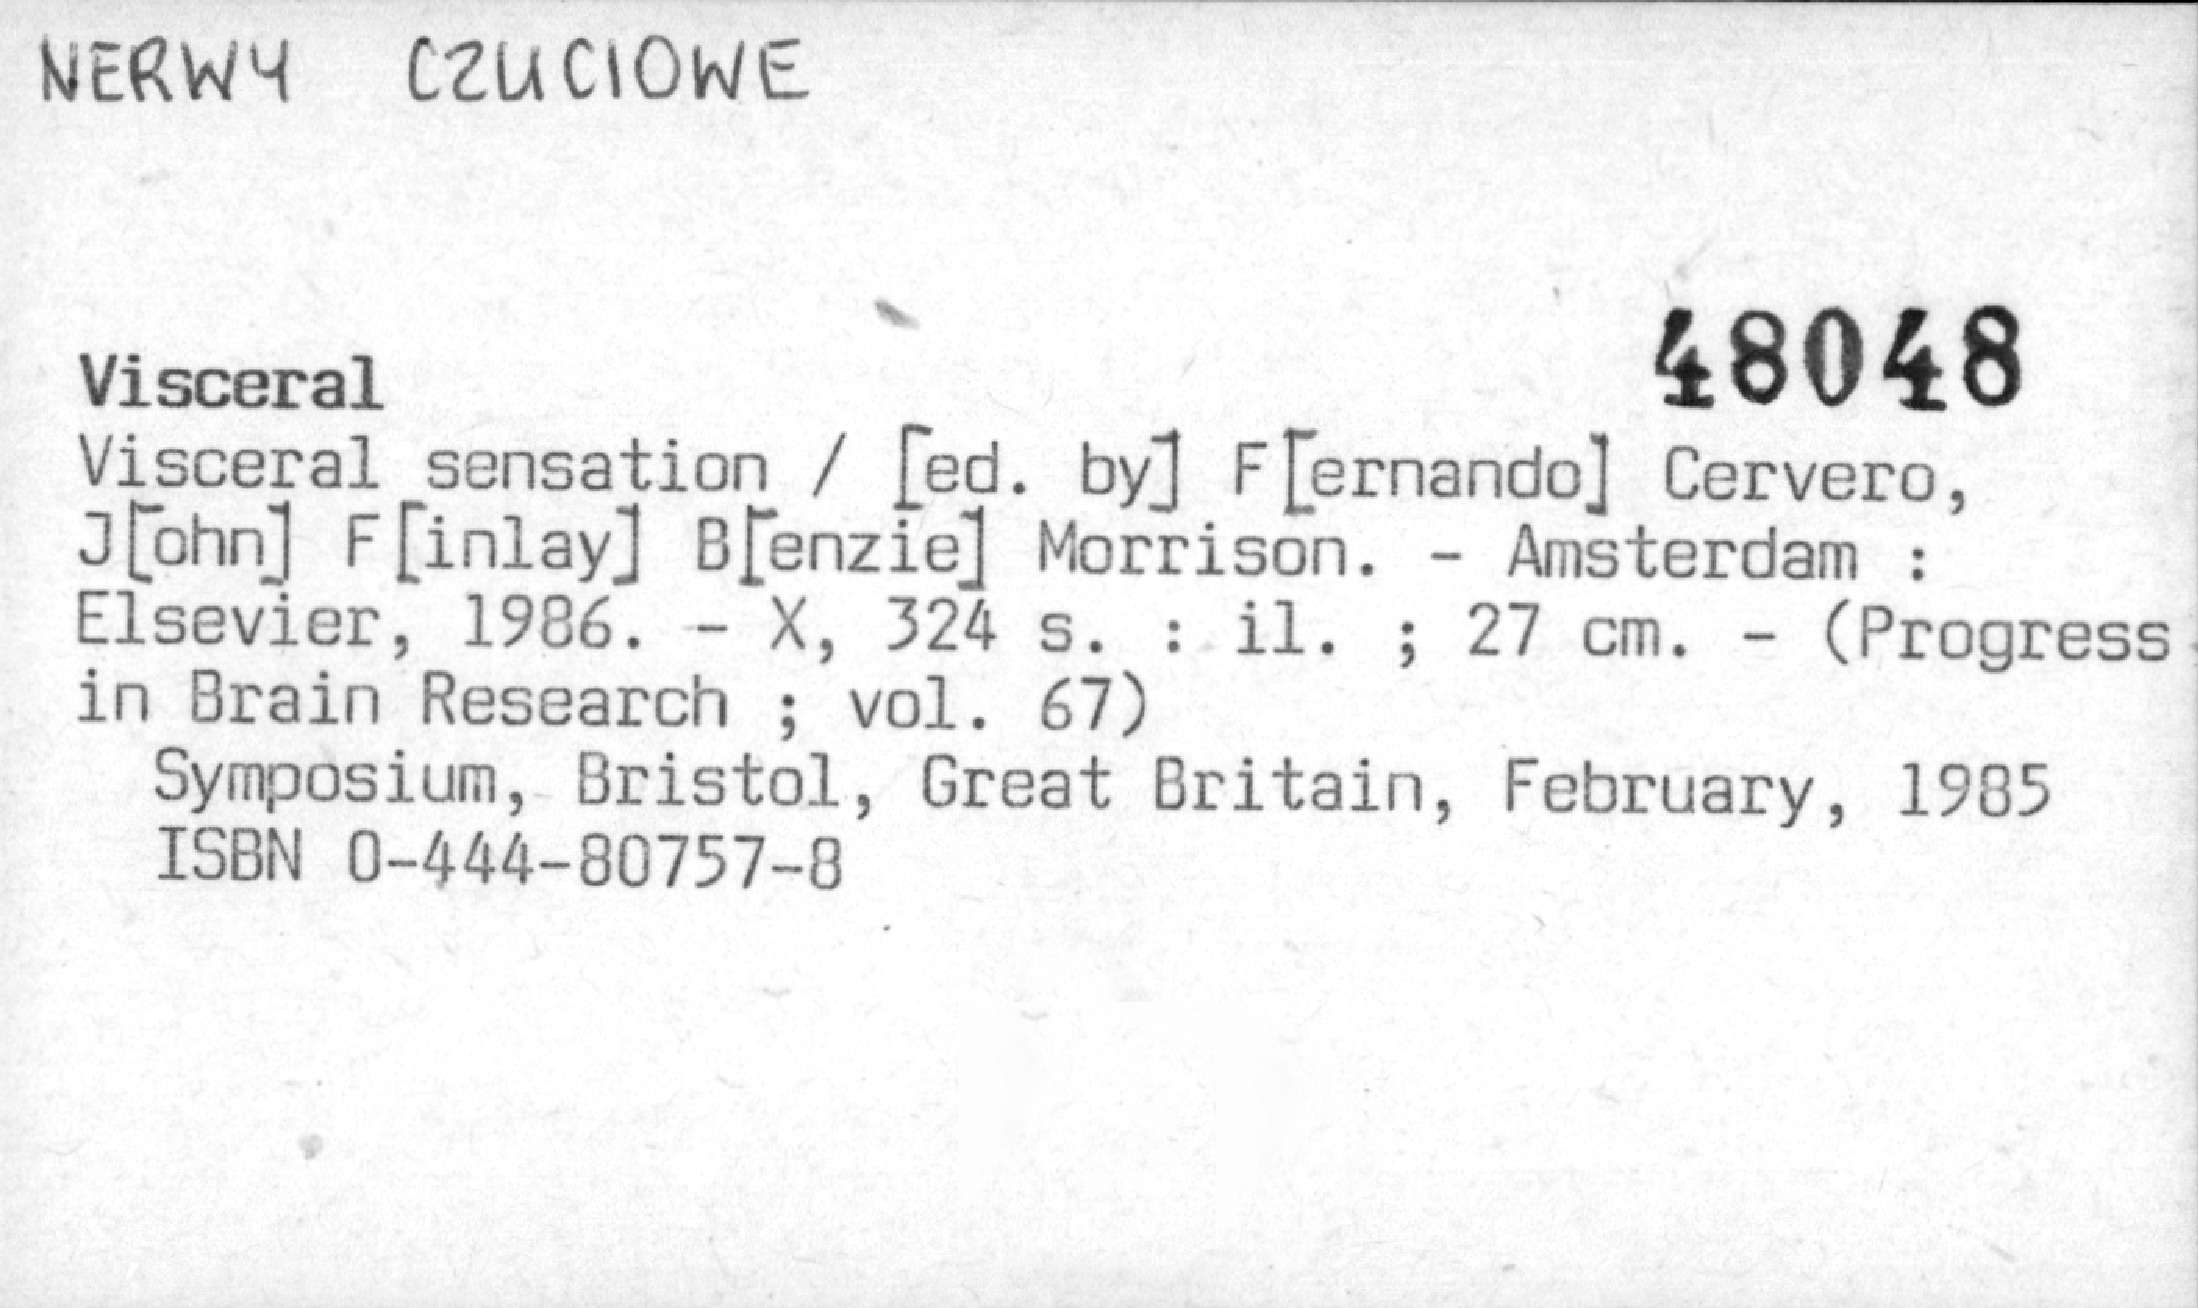 NERWY CZUCIOWE
48048
Visceral
Visceral sensation / [ed. by] F[ernando] Cervero,
J[ohn] F[inlay] B[enzie] Morrison. - Amsterdam :
Elsevier, 1986. - X, 324 s. : il. ; 27 cm. - (Progress
in Brain Research ; vol. 67)
Symposium, Bristol, Great Britain, February, 1985
ISBN 0-444-80757-8